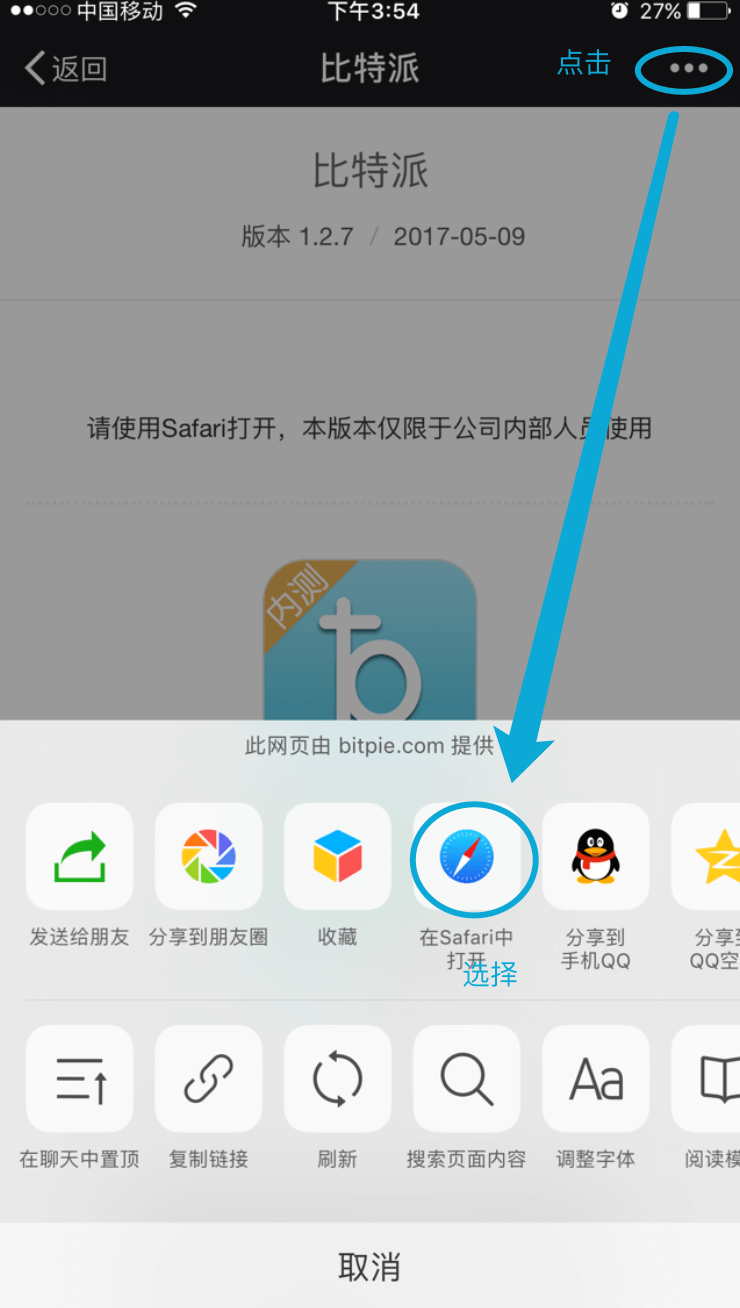 中国移动 下午3:54 27%
返回 比特派 点击
比特派
版本 1.2.7 / 2017-05-09
请使用Safari打开，本版本仅限于公司内部人员使用
内测
此网页由 bitpie.com 提供
发送给朋友 分享到朋友圈 收藏 在Safari中 分享到 分享到
打开 手机QQ QQ空
选择
Aa
在聊天中置顶 复制链接 刷新 搜索页面内容 调整字体 阅读模
取消